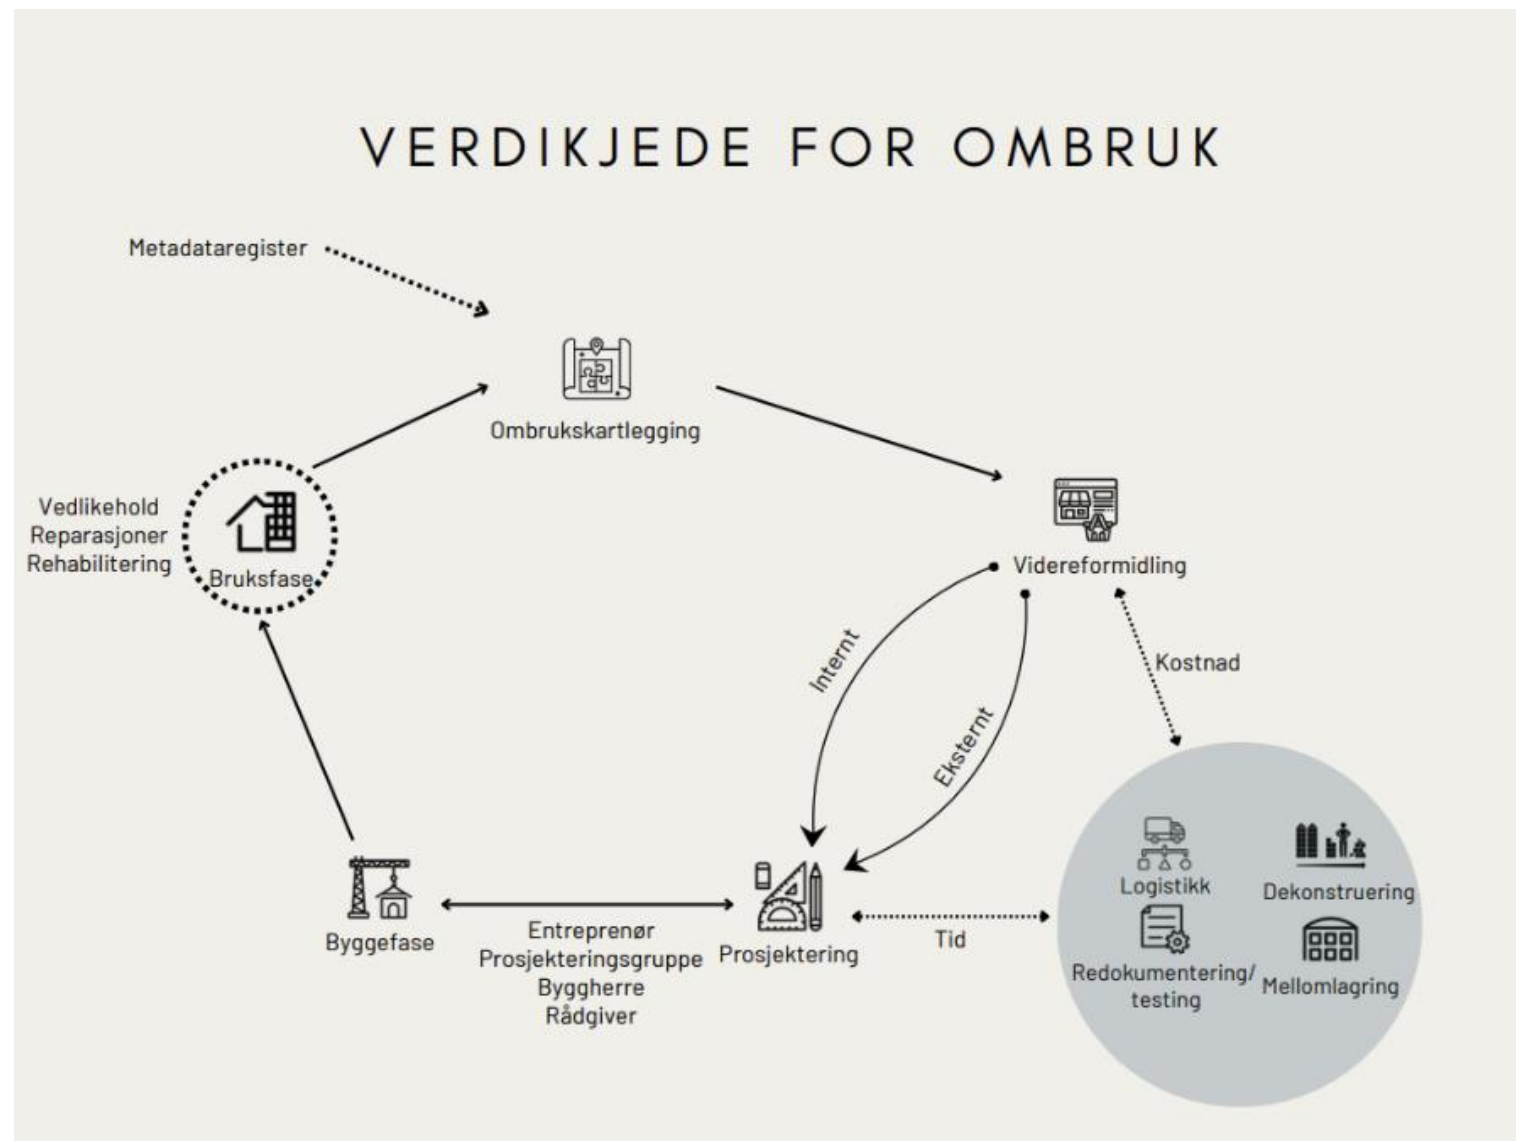 VERDIKJEDE FOR OMBRUK
Metadataregister
Ombrukskartlegging
Vedlikehold
Reparasjoner
Rehabilitering
Bruksfase
Videreformidling
Internt
Eksternt
Kostnad
Byggefase
Entreprenør
Prosjekteringsgruppe
Byggherre
Rådgiver
Prosjektering
Tid
Logistikk
Dekonstruering
Redokumentering/
testing
Mellomlagring